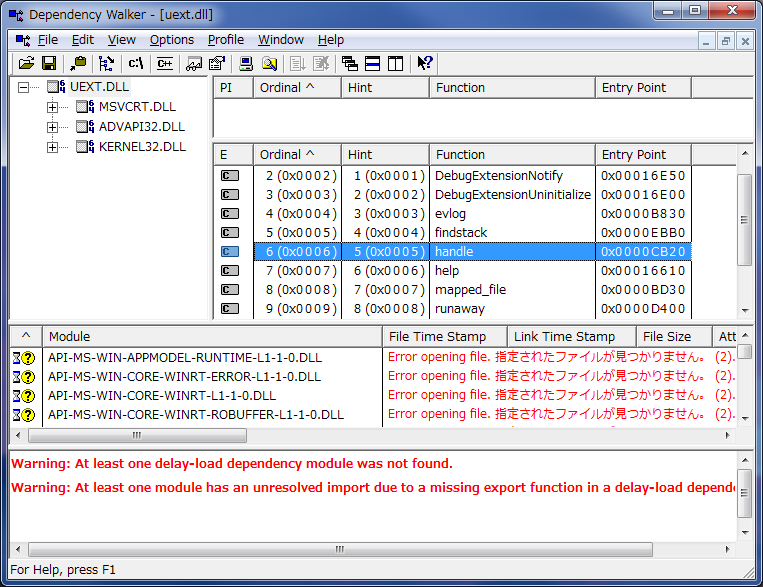 Dependency Walker - [uext.dll]
File Edit View Options Profile Window Help
C:\ C++
UEXT.DLL
MSVCRT.DLL
ADVAPI32.DLL
KERNEL32.DLL
PI Ordinal ^ Hint Function Entry Point
E Ordinal ^ Hint Function Entry Point
C 2 (0x0002) 1 (0x0001) DebugExtensionNotify 0x00016E50
C 3 (0x0003) 2 (0x0002) DebugExtensionUninitialize 0x00016E00
C 4 (0x0004) 3 (0x0003) evlog 0x0000B830
C 5 (0x0005) 4 (0x0004) findstack 0x0000EBB0
C 6 (0x0006) 5 (0x0005) handle 0x0000CB20
C 7 (0x0007) 6 (0x0006) help 0x00016610
C 8 (0x0008) 7 (0x0007) mapped_file 0x0000BD30
C 9 (0x0009) 8 (0x0008) runaway 0x0000D400
^ Module File Time Stamp Link Time Stamp File Size Att
API-MS-WIN-APPMODEL-RUNTIME-L1-1-0.DLL Error opening file. 指定されたファイルが見つかりません。 (2).
API-MS-WIN-CORE-WINRT-ERROR-L1-1-0.DLL Error opening file. 指定されたファイルが見つかりません。 (2).
API-MS-WIN-CORE-WINRT-L1-1-0.DLL Error opening file. 指定されたファイルが見つかりません。 (2).
API-MS-WIN-CORE-WINRT-ROBUFFER-L1-1-0.DLL Error opening file. 指定されたファイルが見つかりません。 (2).
Warning: At least one delay-load dependency module was not found.
Warning: At least one module has an unresolved import due to a missing export function in a delay-load depende
For Help, press F1